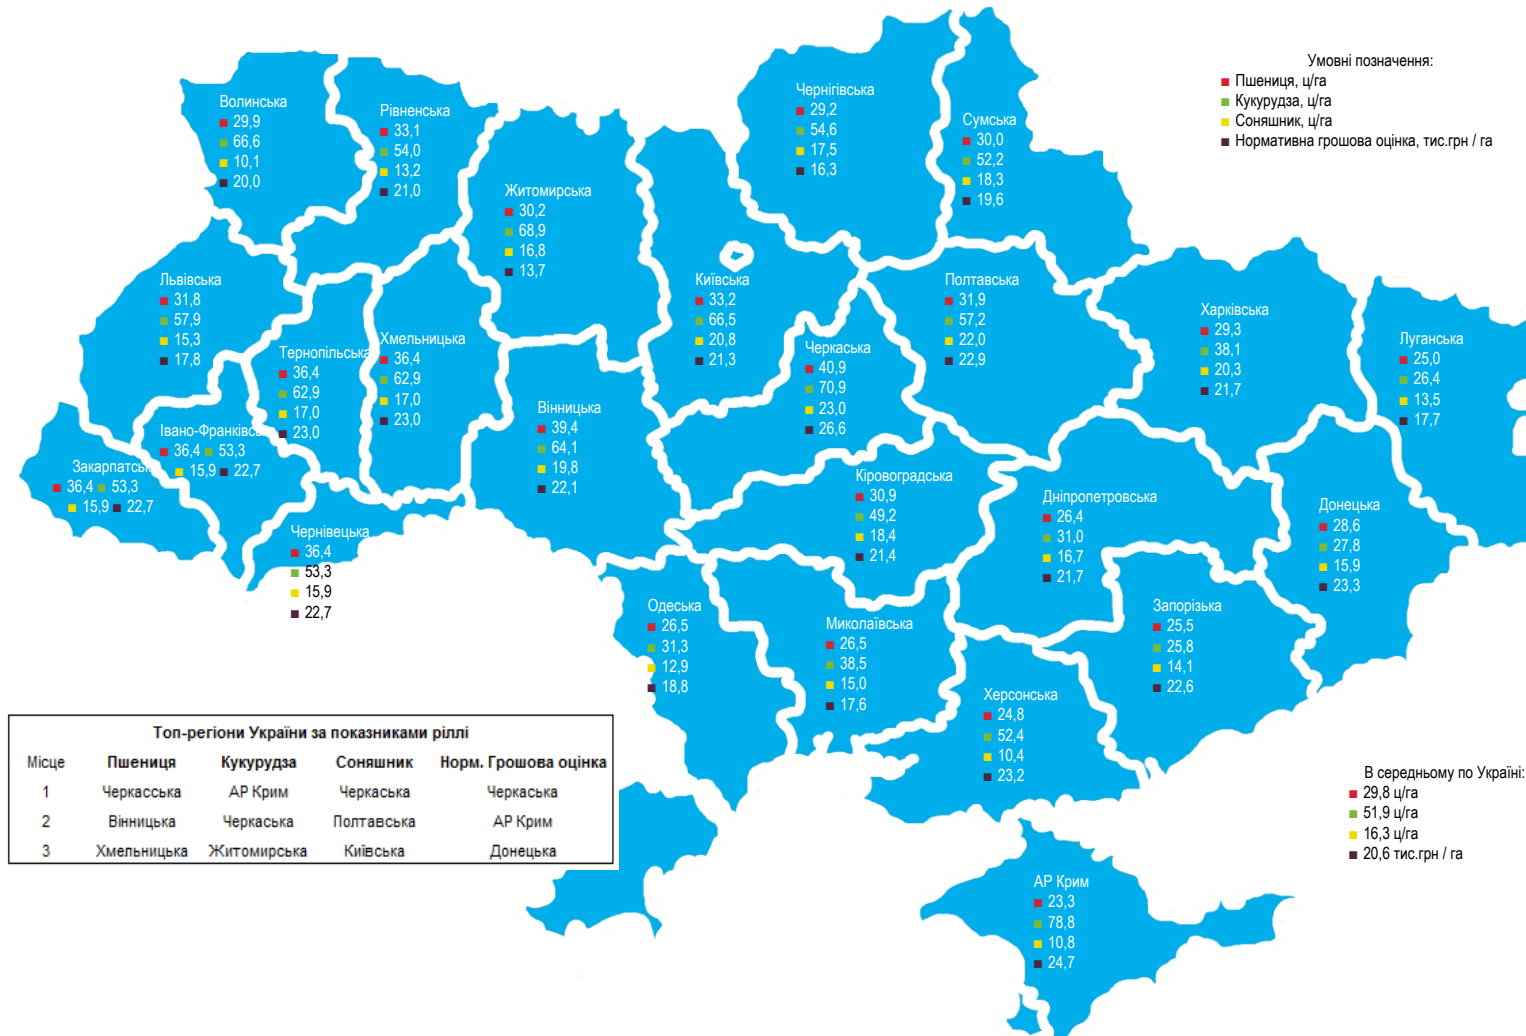 Умовні позначення:
Пшениця, ц/га
Кукурудза, ц/га
Соняшник, ц/га
Нормативна грошова оцінка, тис.грн / га
Волинська
29,9
66,6
10,1
20,0
Рівненська
33,1
54,0
13,2
21,0
Житомирська
30,2
68,9
16,8
13,7
Чернігівська
29,2
54,6
17,5
16,3
Сумська
30,0
52,2
18,3
19,6
Львівська
31,8
57,9
15,3
17,8
Тернопільська
36,4
62,9
17,0
23,0
Хмельницька
36,4
62,9
17,0
23,0
Київська
33,2
66,5
20,8
21,3
Черкаська
40,9
70,9
23,0
26,6
Полтавська
31,9
57,2
22,0
22,9
Харківська
29,3
38,1
20,3
21,7
Луганська
25,0
26,4
13,5
17,7
Вінницька
39,4
64,1
19,8
22,1
Івано-Франківськ
36,4 53,3
15,9 22,7
Закарпатськ
36,4 53,3
15,9 22,7
Чернівецька
36,4
53,3
15,9
22,7
Кіровоградська
30,9
49,2
18,4
21,4
Дніпропетровська
26,4
31,0
16,7
21,7
Донецька
28,6
27,8
15,9
23,3
Одеська
26,5
31,3
12,9
18,8
Миколаївська
26,5
38,5
15,0
17,6
Запорізька
25,5
25,8
14,1
22,6
Херсонська
24,8
52,4
10,4
23,2
АР Крим
23,3
78,8
10,8
24,7
Топ-регіони України за показниками ріллі
Місце Пшениця Кукурудза Соняшник Норм. Грошова оцінка
1 Черкасська АР Крим Черкаська Черкаська
2 Вінницька Черкаська Полтавська АР Крим
3 Хмельницька Житомирська Київська Донецька
В середньому по Україні:
29,8 ц/га
51,9 ц/га
16,3 ц/га
20,6 тис.грн / га